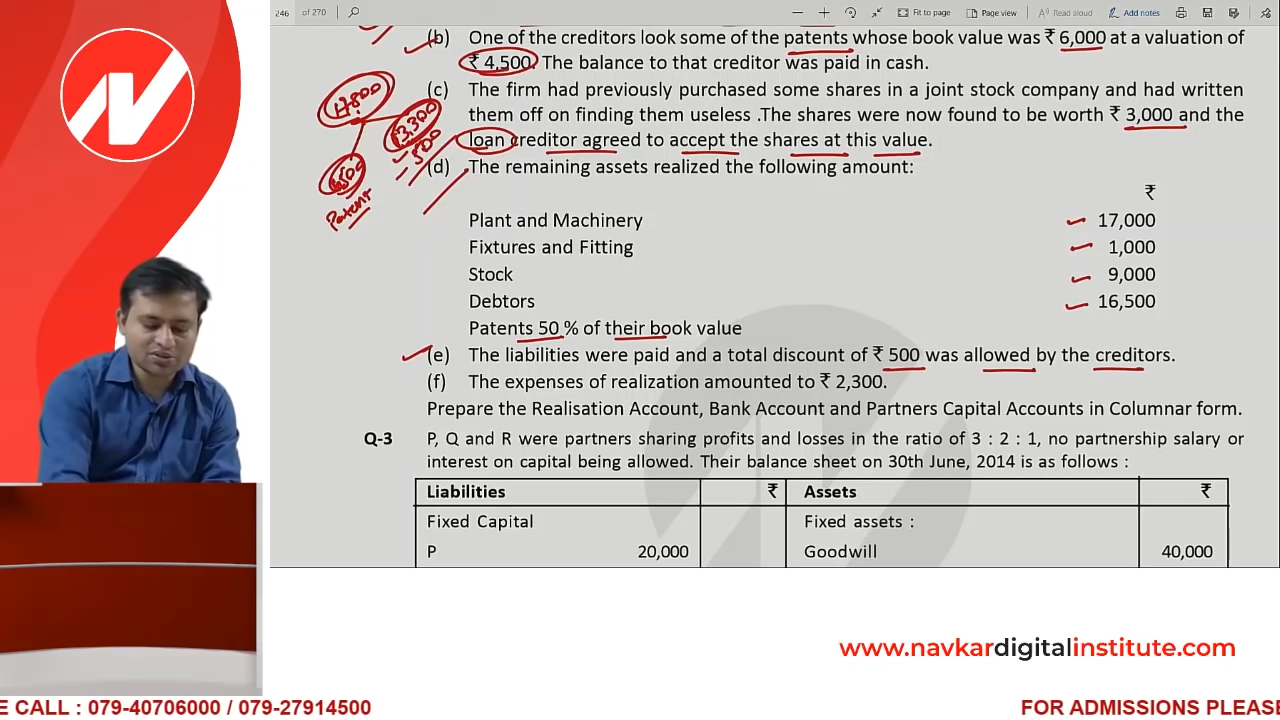 246 of 270 Fit to page Page view Read aloud Add notes
(b) One of the creditors look some of the patents whose book value was ₹ 6,000 at a valuation of
₹ 4,500. The balance to that creditor was paid in cash.
(c) The firm had previously purchased some shares in a joint stock company and had written
them off on finding them useless .The shares were now found to be worth ₹ 3,000 and the
loan creditor agreed to accept the shares at this value.
(d) The remaining assets realized the following amount:
₹
Plant and Machinery 17,000
Fixtures and Fitting 1,000
Stock 9,000
Debtors 16,500
Patents 50 % of their book value
(e) The liabilities were paid and a total discount of ₹ 500 was allowed by the creditors.
(f) The expenses of realization amounted to ₹ 2,300.
Prepare the Realisation Account, Bank Account and Partners Capital Accounts in Columnar form.
17,800
13,300
- 500
4500
Patent
Q-3 P, Q and R were partners sharing profits and losses in the ratio of 3 : 2 : 1, no partnership salary or
interest on capital being allowed. Their balance sheet on 30th June, 2014 is as follows :
Liabilities ₹ Assets ₹
Fixed Capital Fixed assets :
P 20,000 Goodwill 40,000
www.navkardigitalinstitute.com
E CALL : 079-40706000 / 079-27914500 FOR ADMISSIONS PLEASE